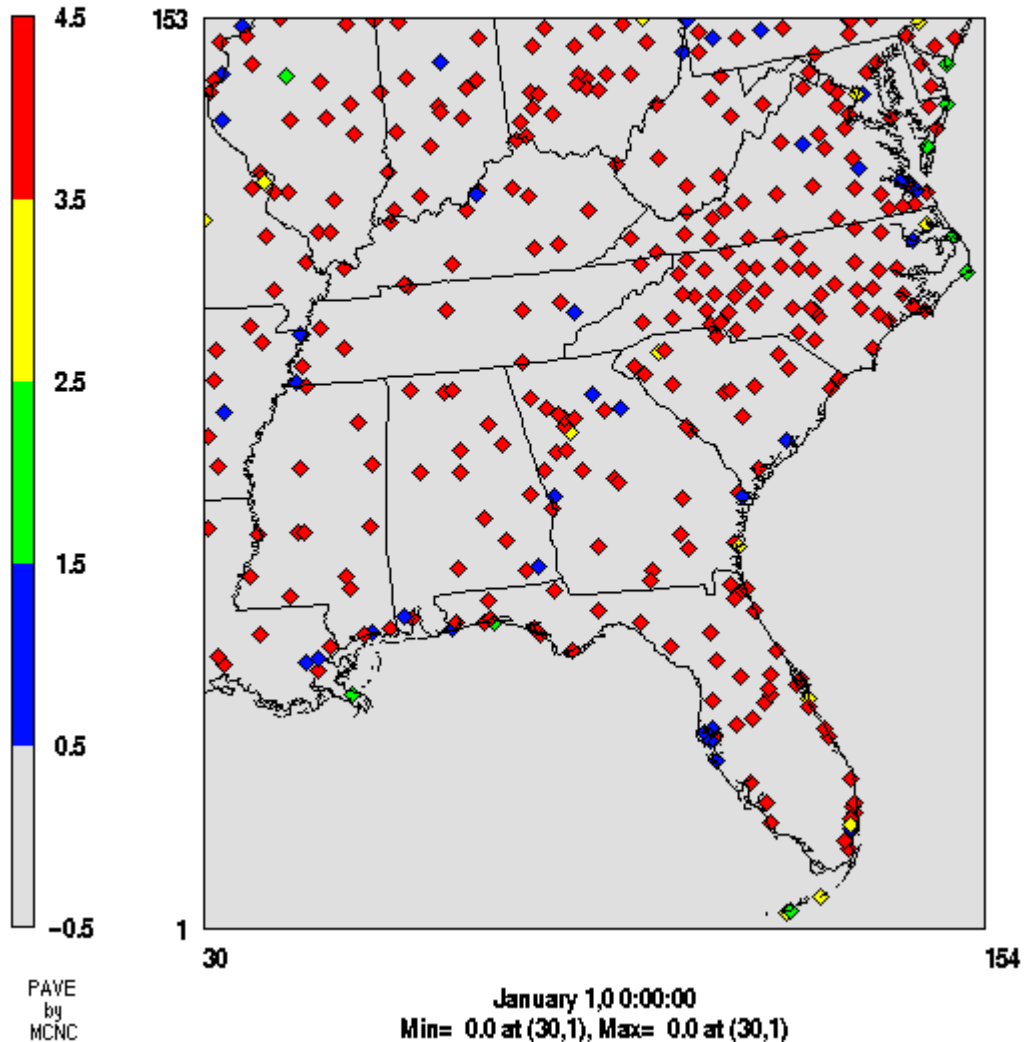 4.5
3.5
2.5
1.5
0.5
-0.5
153
1
30
154
PAVE
by
MCNC
January 1,0 0:00:00
Min= 0.0 at (30,1), Max= 0.0 at (30,1)